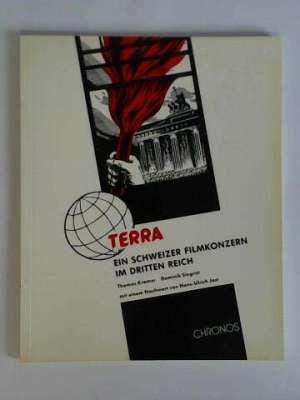 TERRA
EIN SCHWEIZER FILMKONZERN
IM DRITTEN REICH
Thomas Kramer Dominik Siegrist
mit einem Nachwort von Hans-Ulrich Jost
CHRONOS